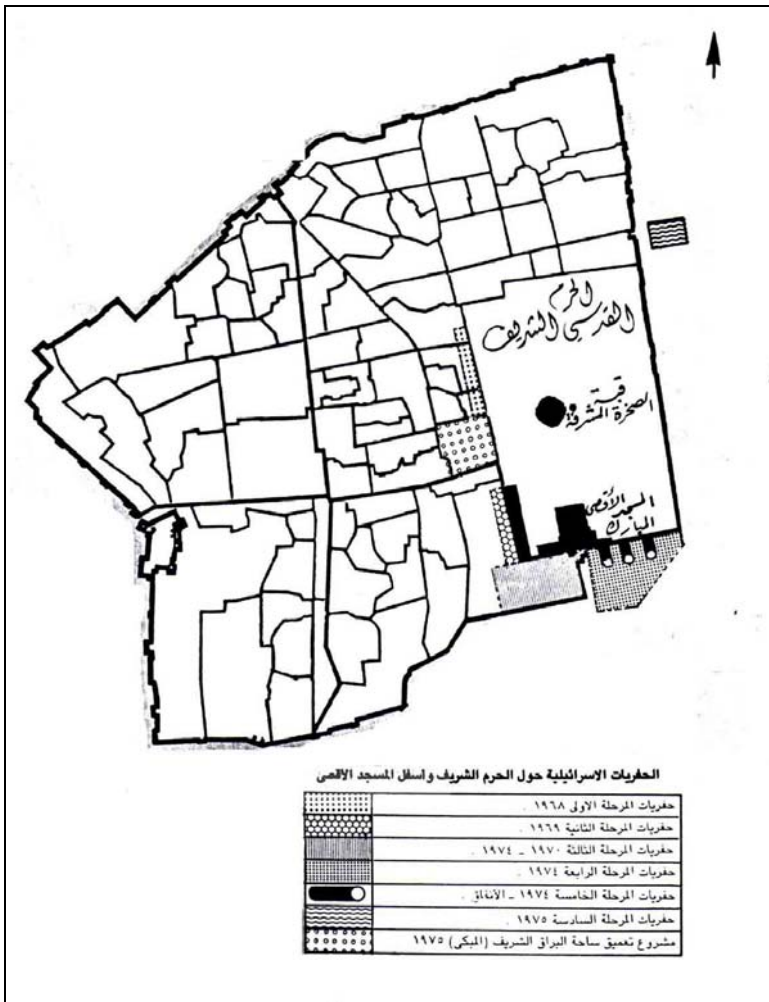 الحرم
القدسي الشريف
قبة
الصخرة المشرفة
المسجد الأقصى
المبارك
الحفريات الاسرائيلية حول الحرم الشريف وأسفل المسجد الأقصى
حفريات المرحلة الاولى ١٩٦٨ .
حفريات المرحلة الثانية ١٩٦٩ .
حفريات المرحلة الثالثة ١٩٧٠ – ١٩٧٤ .
حفريات المرحلة الرابعة ١٩٧٤ .
حفريات المرحلة الخامسة ١٩٧٤ – الأنفاق .
حفريات المرحلة السادسة ١٩٧٥
مشروع تعميق ساحة البراق الشريف (المبكى) ١٩٧٥